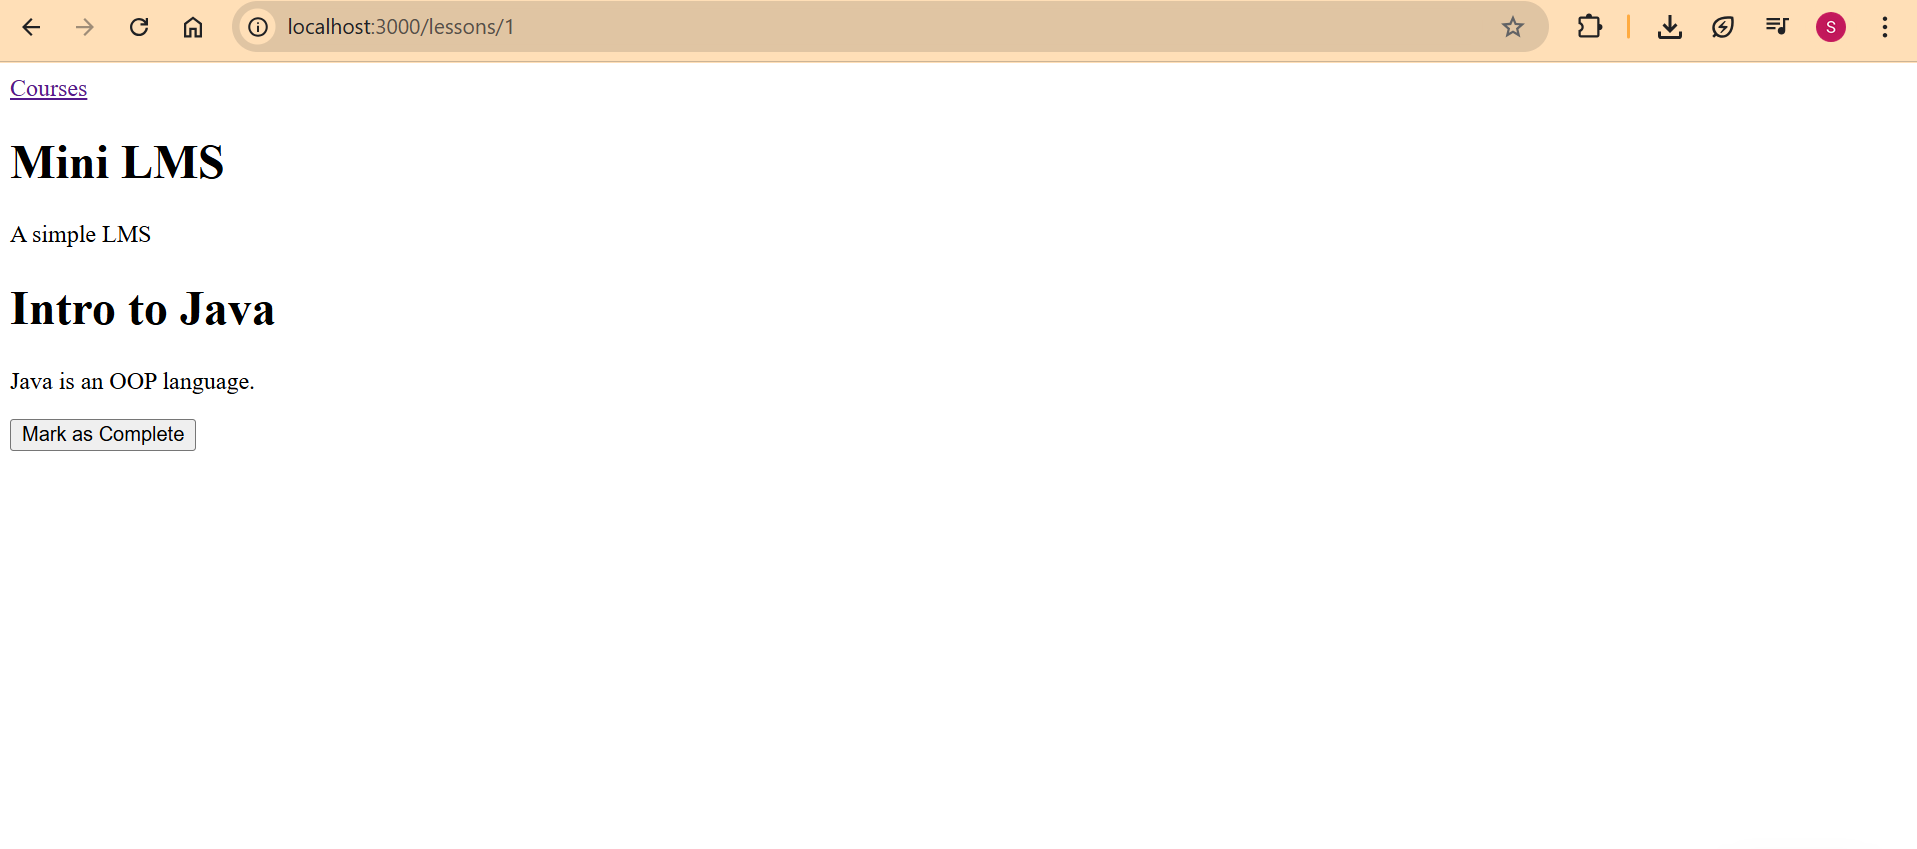 localhost:3000/lessons/1
S
Courses
Mini LMS
A simple LMS
Intro to Java
Java is an OOP language.
Mark as Complete